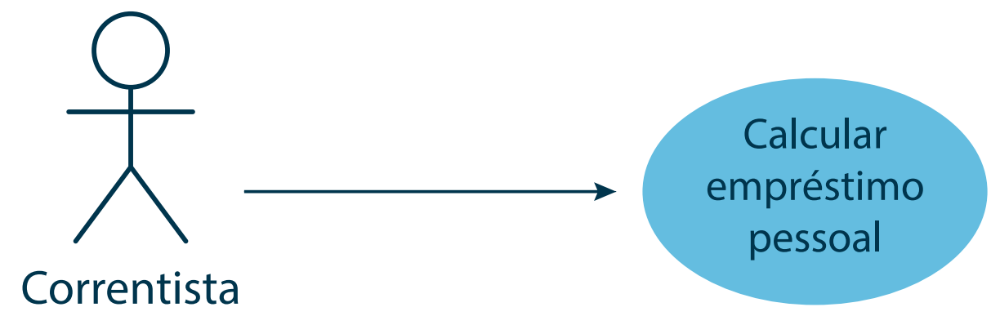 Correntista
Calcular
empréstimo
pessoal